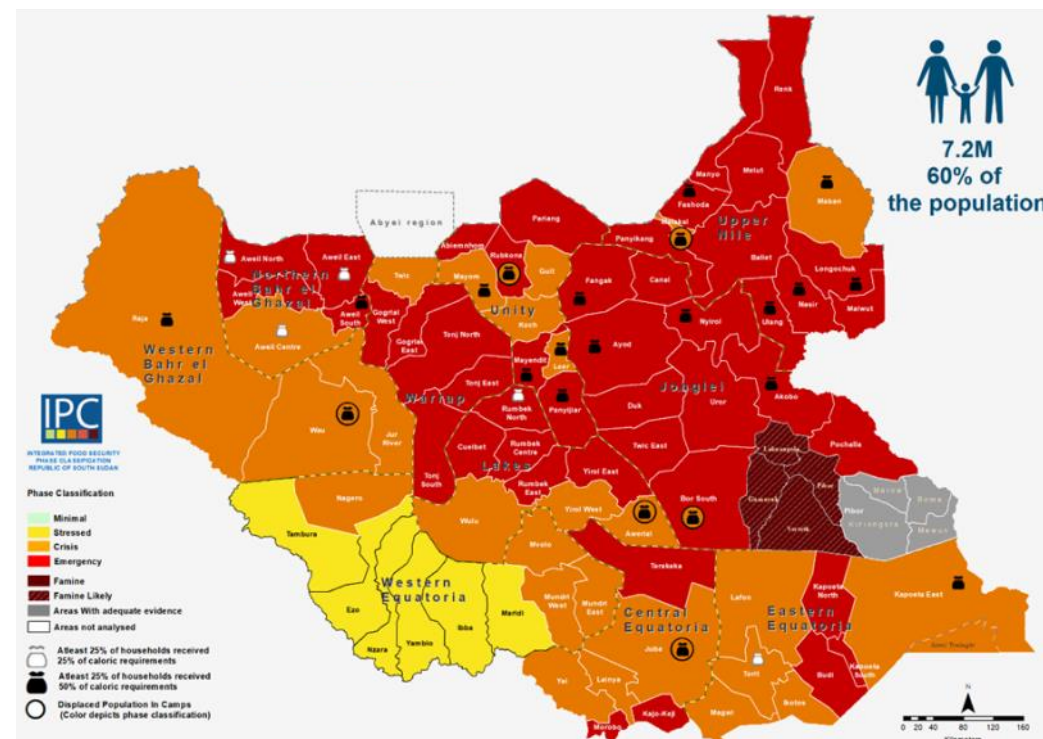 7.2M
60% of
the population
Renk
Manyo
Melut
Fashoda
Maban
Upper
Nile
Panyikang
Baliet
Longochuk
Nasir
Maiwut
Ulang
Abyei region
Pariang
Abiemnhom
Rubkona
Guit
Mayom
Twic
Unity
Koch
Mayendit
Leer
Panyijiar
Fangak
Canal
Nyirol
Ayod
Jonglei
Uror
Duk
Akobo
Twic East
Pochalla
Bor South
Pibor
Aweil North
Aweil East
Northern
Bahr el
Ghazal
Aweil
West
Aweil
South
Aweil Centre
Raja
Western
Bahr el
Ghazal
Wau
Jur
River
Gogrial
West
Gogrial
East
Tonj North
Tonj East
Warrap
Tonj
South
Rumbek
North
Cueibet
Rumbek
Centre
Lakes
Rumbek
East
Yirol East
Yirol West
Awerial
Wulu
Nagero
Tambura
Western
Equatoria
Ezo
Nzara
Yambio
Ibba
Maridi
Mvolo
Mundri
West
Mundri
East
Terekeka
Central
Equatoria
Juba
Yei
Lainya
Morobo
Kajo-Keji
Lafon
Eastern
Equatoria
Torit
Magwi
Ikotos
Budi
Kapoeta
North
Kapoeta
South
Kapoeta East
IPC
INTEGRATED FOOD SECURITY
PHASE CLASSIFICATION
REPUBLIC OF SOUTH SUDAN
Phase Classification
Minimal
Stressed
Crisis
Emergency
Famine
Famine Likely
Areas With adequate evidence
Areas not analysed
Atleast 25% of households received
25% of caloric requirements
Atleast 25% of households received
50% of caloric requirements
Displaced Population In Camps
(Color depicts phase classification)
N
0 20 40 80 120 160
Kilometers